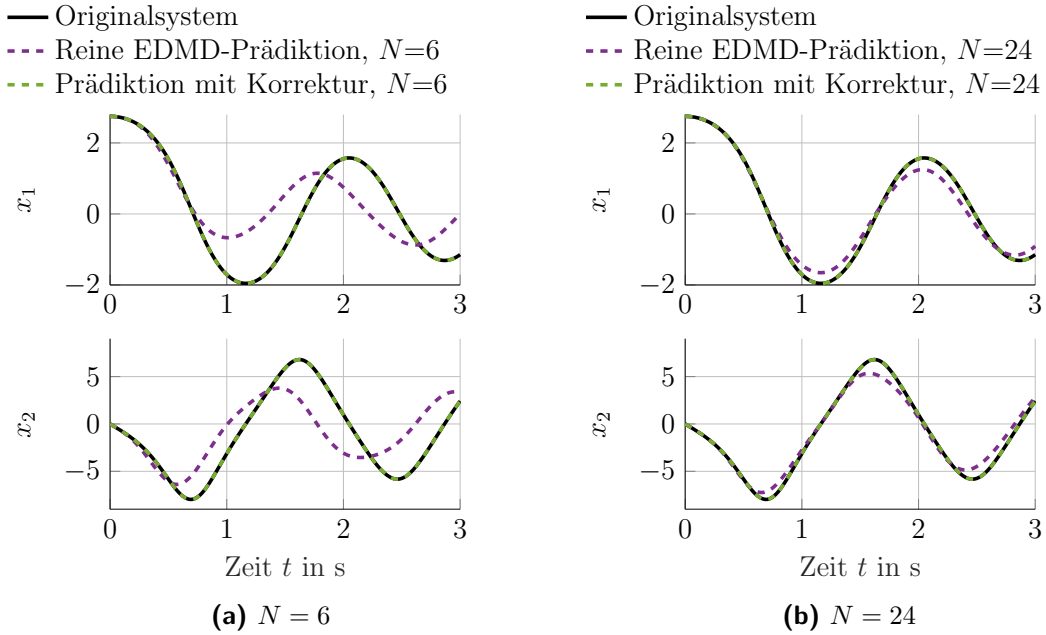 Originalsystem
Reine EDMD-Prädiktion, N=6
Prädiktion mit Korrektur, N=6
2
0
−2
x₁
0 1 2 3
5
0
−5
x₂
0 1 2 3
Zeit t in s
(a) N = 6
Originalsystem
Reine EDMD-Prädiktion, N=24
Prädiktion mit Korrektur, N=24
2
0
−2
x₁
0 1 2 3
5
0
−5
x₂
0 1 2 3
Zeit t in s
(b) N = 24